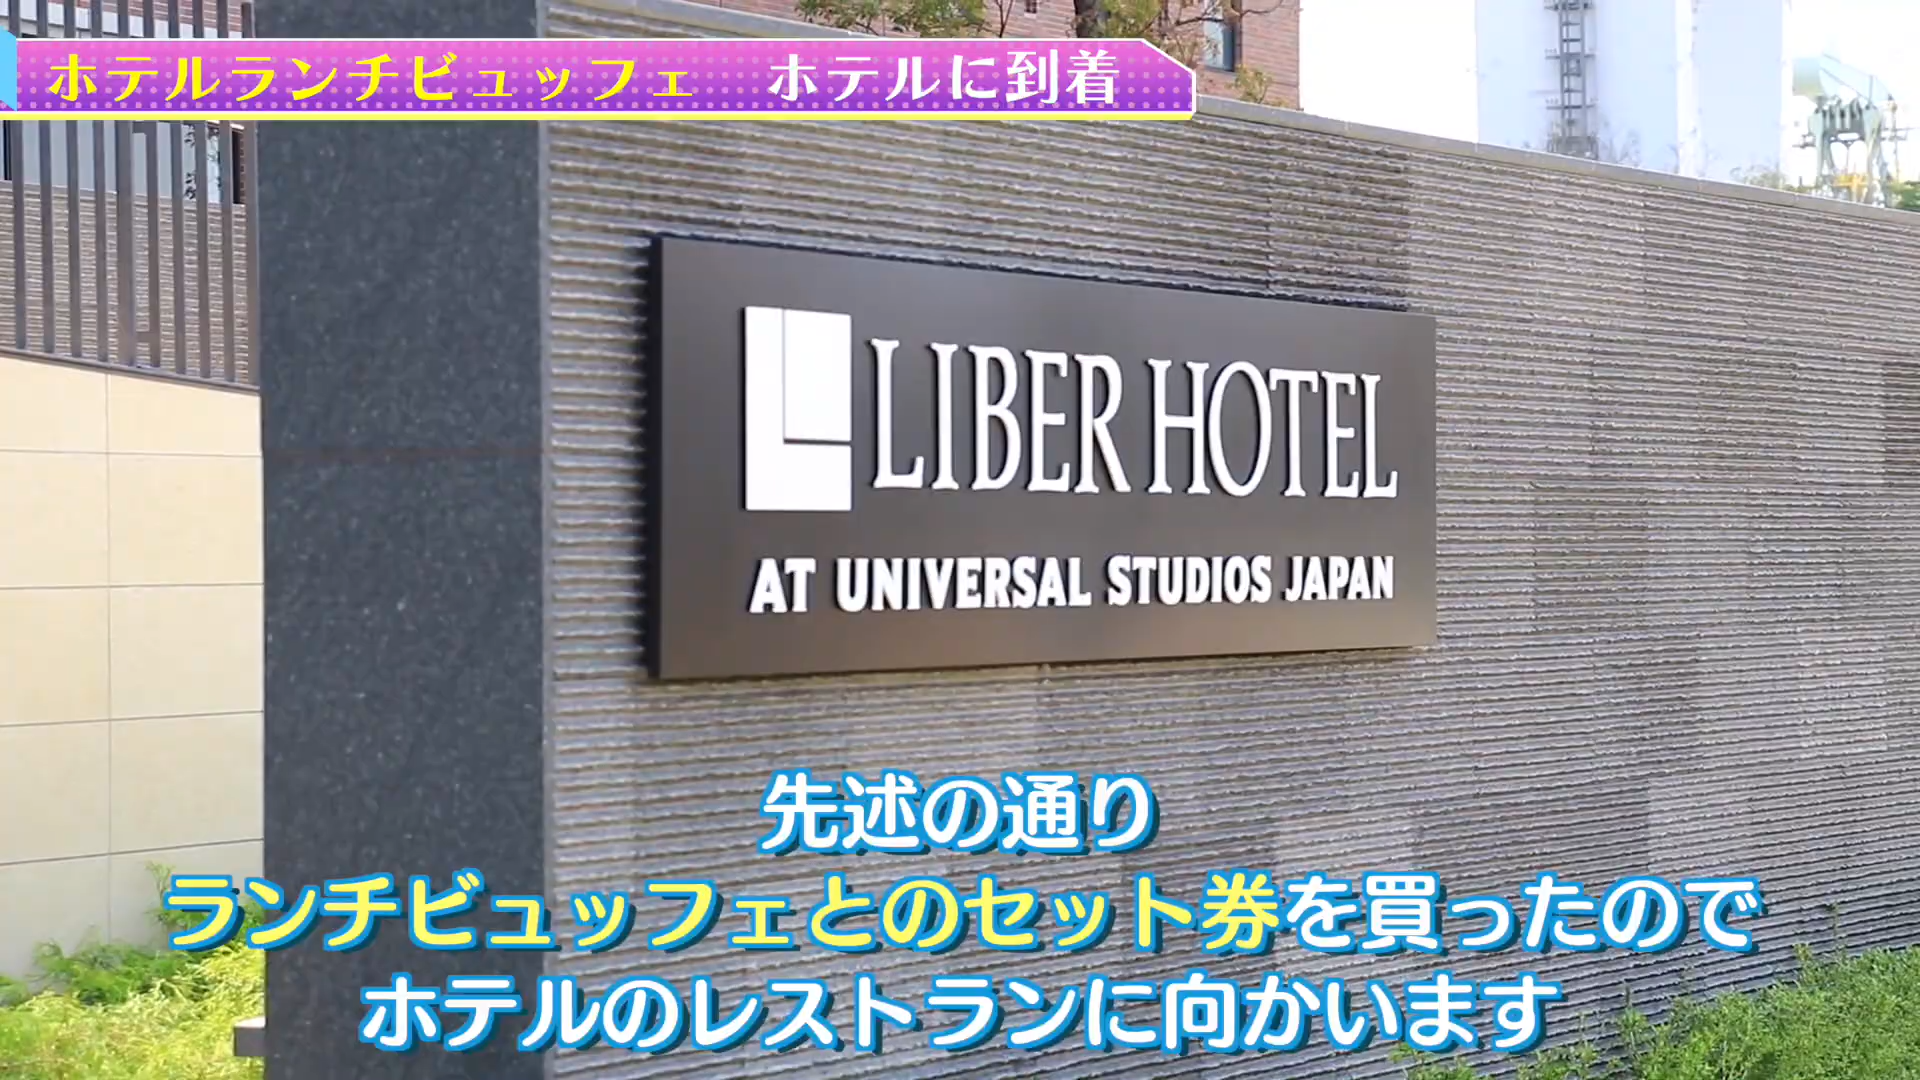 ホテルランチビュッフェ　ホテルに到着
LIBER HOTEL
AT UNIVERSAL STUDIOS JAPAN
先述の通り
ランチビュッフェとのセット券を買ったので
ホテルのレストランに向かいます